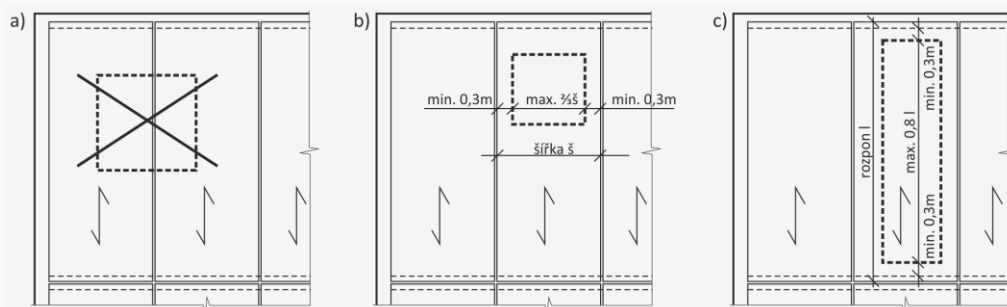 a)
b)
min. 0,3m
max. ⅔š
min. 0,3m
šířka š
c)
rozpon l
max. 0,8 l
min. 0,3m
min. 0,3m